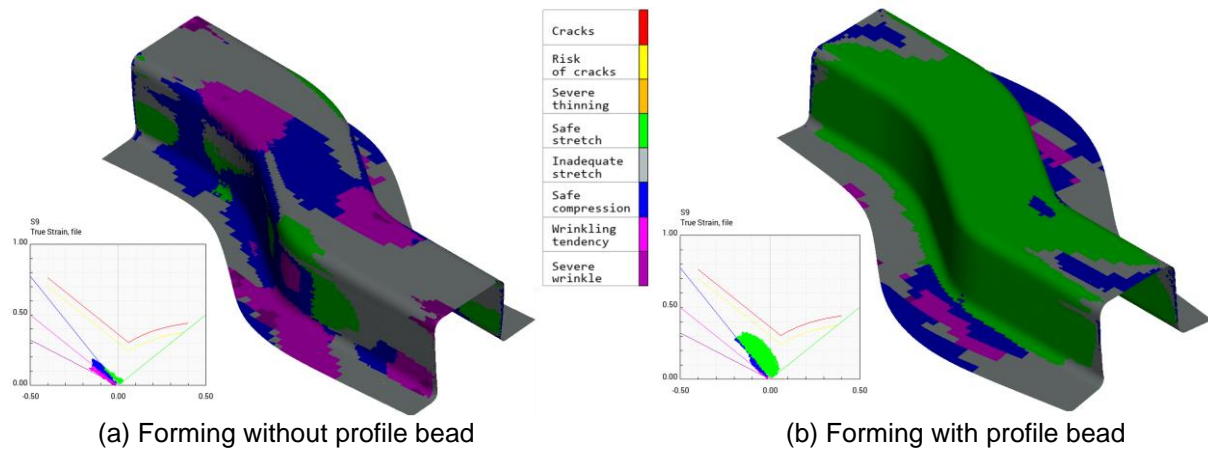 Cracks
Risk
of cracks
Severe
thinning
Safe
stretch
Inadequate
stretch
Safe
compression
Wrinkling
tendency
Severe
wrinkle
S9
True Strain, file
1.00
0.50
0.00
-0.50
0.00
0.50
S9
True Strain, file
1.00
0.50
0.00
-0.50
0.00
0.50
(a) Forming without profile bead
(b) Forming with profile bead